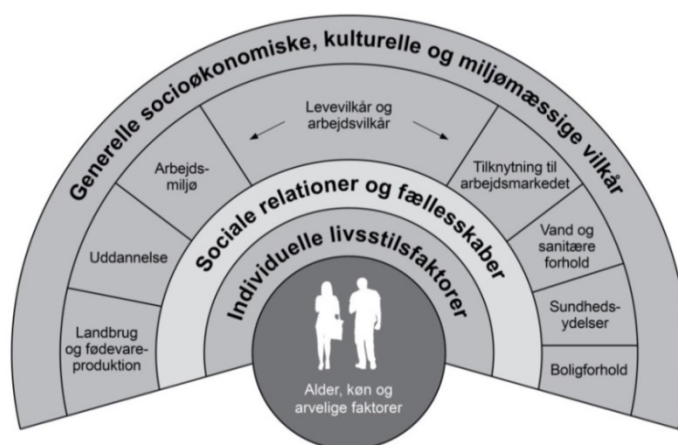 Generelle socioøkonomiske, kulturelle og miljømæssige vilkår
Levevilkår og
arbejdsvilkår
Arbejds-
miljø
Tilknytning til
arbejdsmarkedet
Uddannelse
Vand og
sanitære
forhold
Landbrug
og fødevare-
produktion
Sundheds-
ydelser
Boligforhold
Sociale relationer og fællesskaber
Individuelle livsstilsfaktorer
Alder, køn og
arvelige faktorer